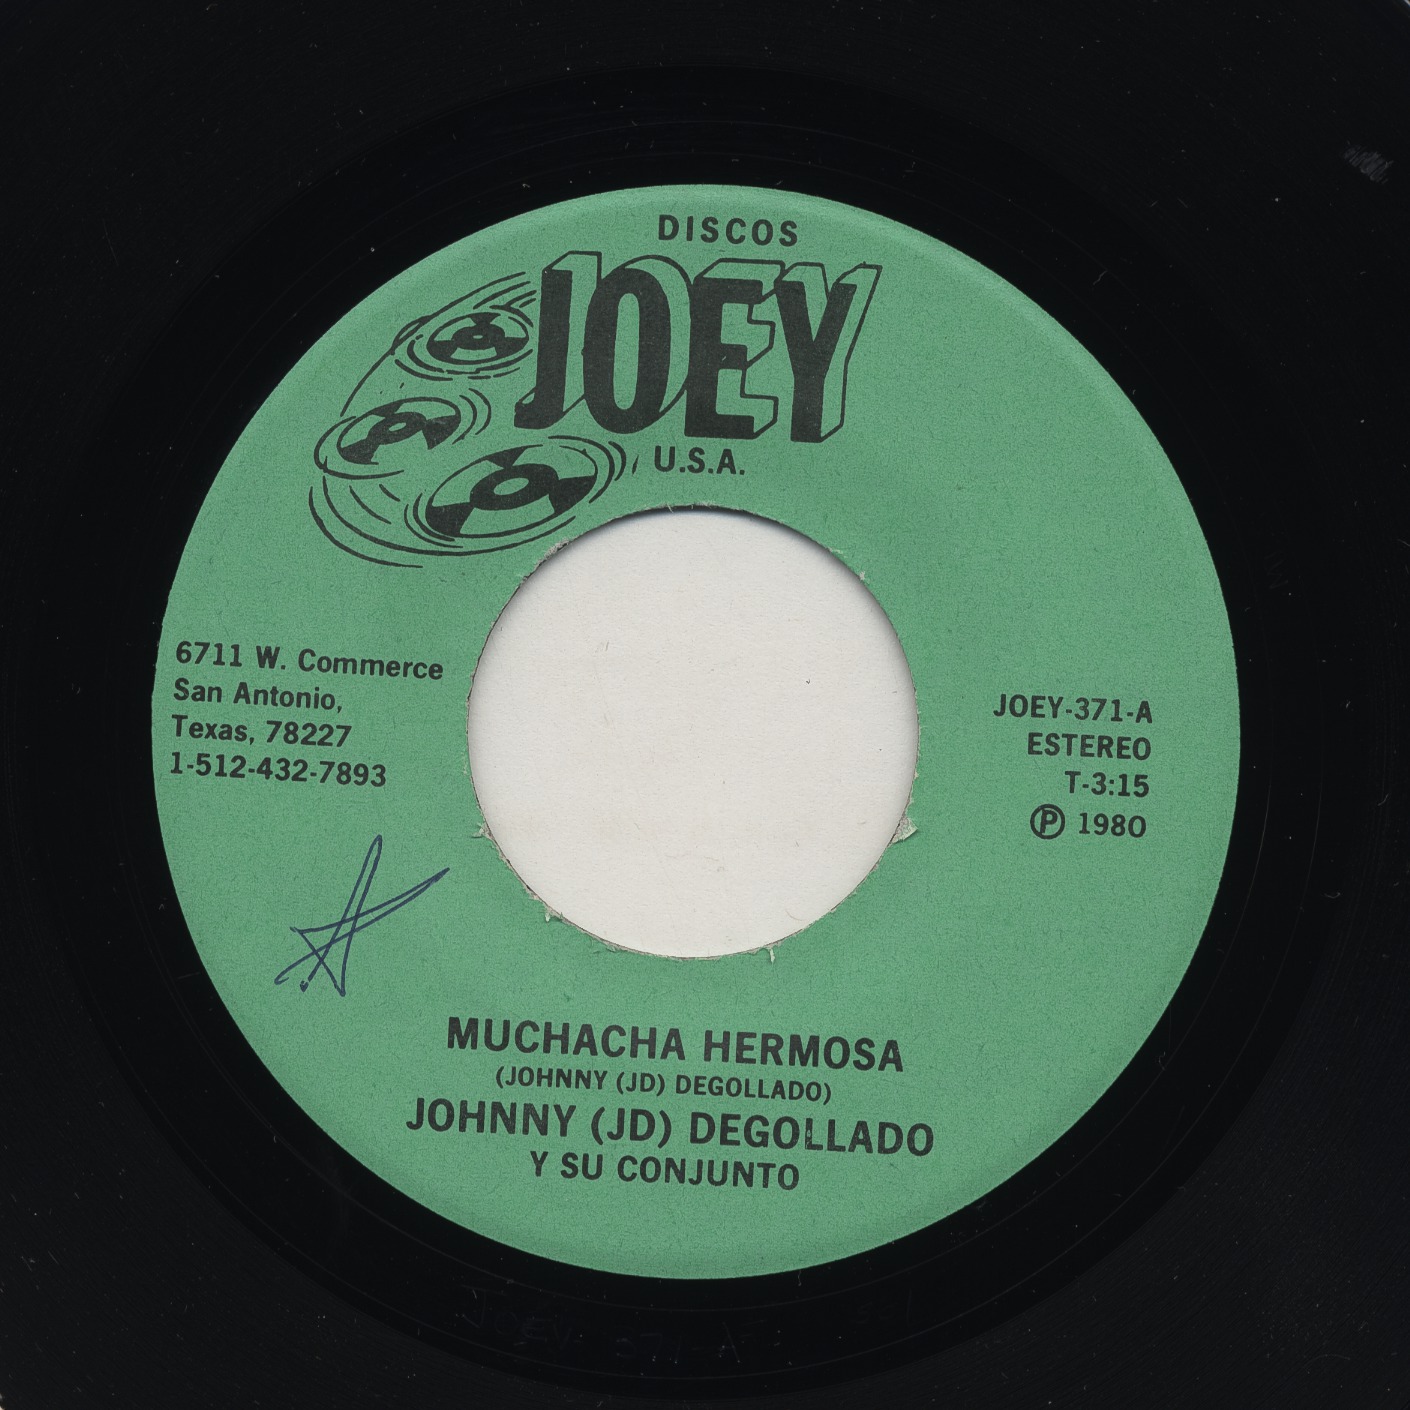 DISCOS
JOEY
U.S.A.
6711 W. Commerce
San Antonio,
Texas, 78227
1-512-432-7893
JOEY-371-A
ESTEREO
T-3:15
Ⓟ 1980
MUCHACHA HERMOSA
(JOHNNY (JD) DEGOLLADO)
JOHNNY (JD) DEGOLLADO
Y SU CONJUNTO